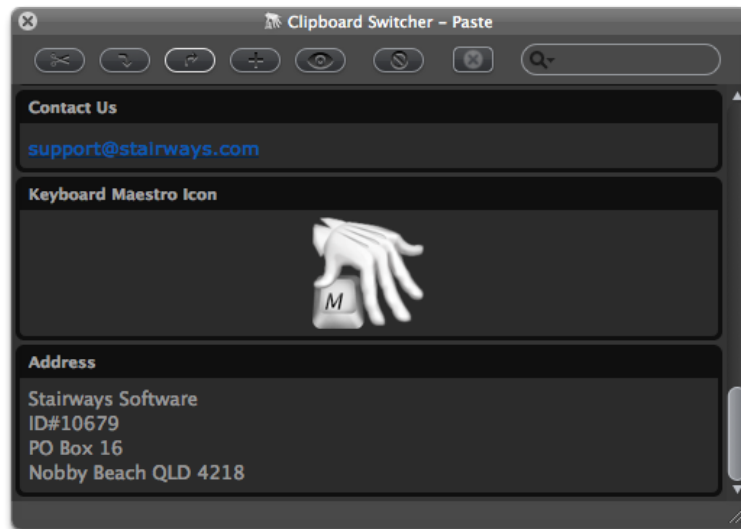 Clipboard Switcher – Paste
Contact Us
support@stairways.com
Keyboard Maestro Icon
M
Address
Stairways Software
ID#10679
PO Box 16
Nobby Beach QLD 4218